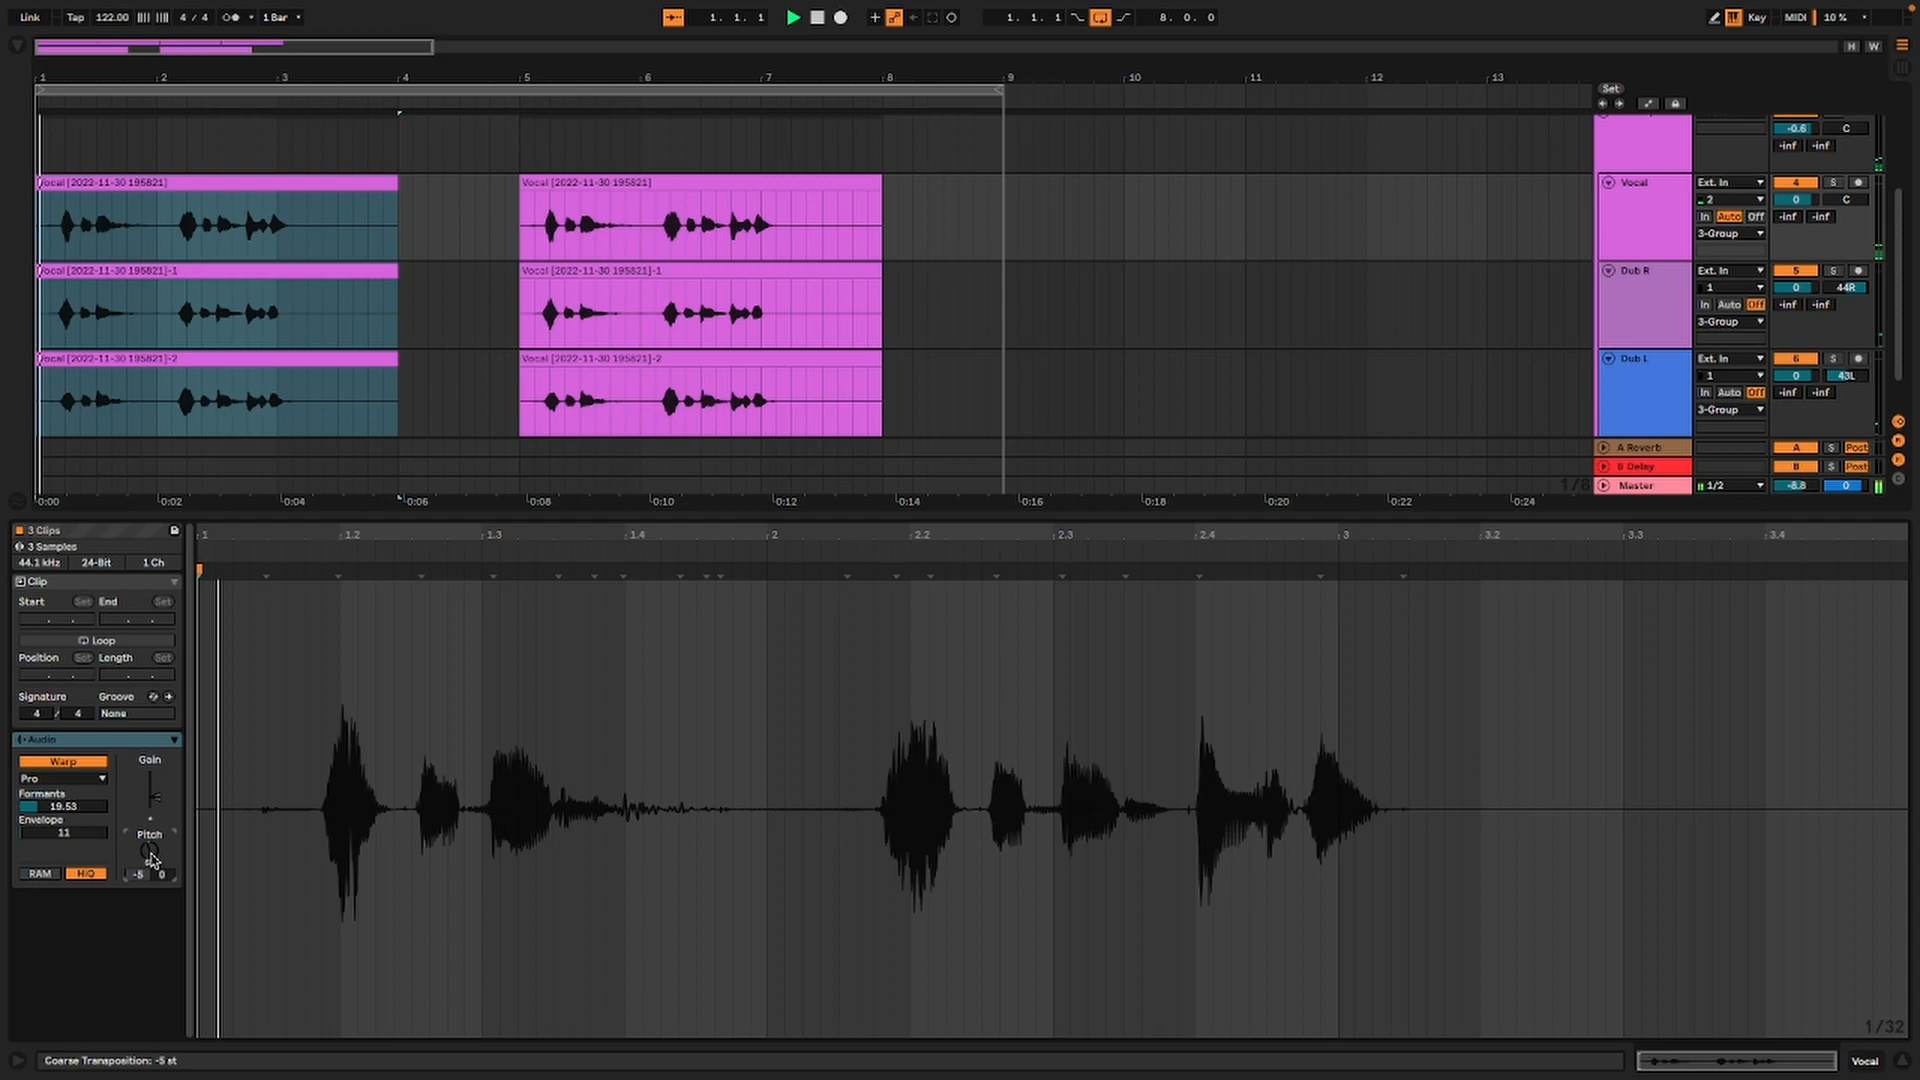 Link Tap 122.00 4 / 4 1 Bar 1. 1. 1 1. 1. 1 8. 0. 0 Key MIDI 10 %
H W
1 2 3 4 5 6 7 8 9 10 11 12 13
Set
-0.6 C
-inf -inf
Vocal [2022-11-30 195821] Vocal [2022-11-30 195821] Vocal Ext. In 4 S
2 0 C
In Auto Off -inf -inf
3-Group
Vocal [2022-11-30 195821]-1 Vocal [2022-11-30 195821]-1 Dub R Ext. In 5 S
1 0 44R
In Auto Off -inf -inf
3-Group
Vocal [2022-11-30 195821]-2 Vocal [2022-11-30 195821]-2 Dub L Ext. In 6 S
1 0 43L
In Auto Off -inf -inf
3-Group
A Reverb A S Post
B Delay B S Post
1/8 Master 1/2 -8.8 0
0:00 0:02 0:04 0:06 0:08 0:10 0:12 0:14 0:16 0:18 0:20 0:22 0:24
3 Clips
1 1.2 1.3 1.4 2 2.2 2.3 2.4 3 3.2 3.3 3.4
3 Samples
44.1 kHz 24-Bit 1 Ch
Clip
Start Set End Set
Loop
Position Set Length Set
Signature Groove
4 / 4 None
Audio
Warp Gain
Pro
Formants
19.53
Envelope
11 Pitch
RAM HiQ -5 0
1/32
Coarse Transposition: -5 st Vocal